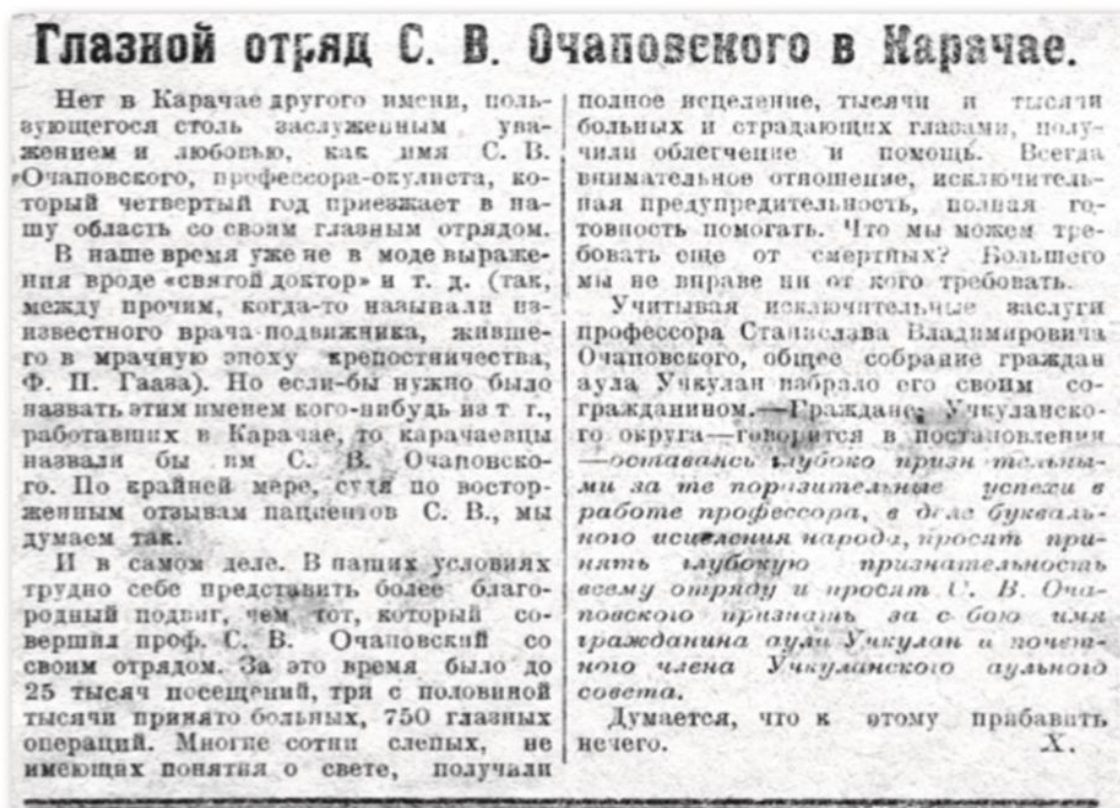 Глазной отряд С. В. Очаповского в Карачае.
Нет в Карачае другого имени, поль-
зующегося столь заслуженным ува-
жением и любовью, как имя С. В.
Очаповского, профессора-окулиста, ко-
торый четвертый год приезжает в на-
шу область со своим глазным отрядом.
В наше время уже не в моде выраже-
ния вроде «святой доктор» и т. д. (так,
между прочим, когда-то называли из-
известного врача-подвижника, живше-
го в мрачную эпоху крепостничества,
Ф. П. Гааза). Но если-бы нужно было
назвать этим именем кого-нибудь из т. г.,
работавших в Карачае, то карачаевцы
назвали бы им С. В. Очаповско-
го. По крайней мере, судя по востор-
женным отзывам пациентов С. В., мы
думаем так.
И в самом деле. В наших условиях
трудно себе представить более благо-
родный подвиг, чем тот, который со-
вершил проф. С. В. Очаповский со
своим отрядом. За это время было до
25 тысяч посещений, три с половиной
тысячи принято больных, 750 глазных
операций. Многие сотни слепых, не
имеющих понятия о свете, получили
полное исцеление, тысячи и тысячи
больных и страдающих глазами, полу-
чили облегчение и помощь. Всегда
внимательное отношение, исключитель-
ная предупредительность, полная го-
товность помогать. Что мы можем тре-
бовать еще от смертных? Большего
мы не вправе ни от кого требовать.
Учитывая исключительные заслуги
профессора Станислава Владимировича
Очаповского, общее собрание граждан
аула Учкулан избрало его своим со-
гражданином.—Граждане Учкуланско-
го округа—говорится в постановлении
—оставаясь глубоко признательны-
ми за те поразительные успехи в
работе профессора, в деле букваль-
ного исцеления народа, просят при-
нять глубокую признательность
всему отряду и просят С. В. Оча-
повского признать за собою имя
гражданина аула Учкулан и почет-
ного члена Учкуланского аульного
совета.
Думается, что к этому прибавить
нечего. Х.